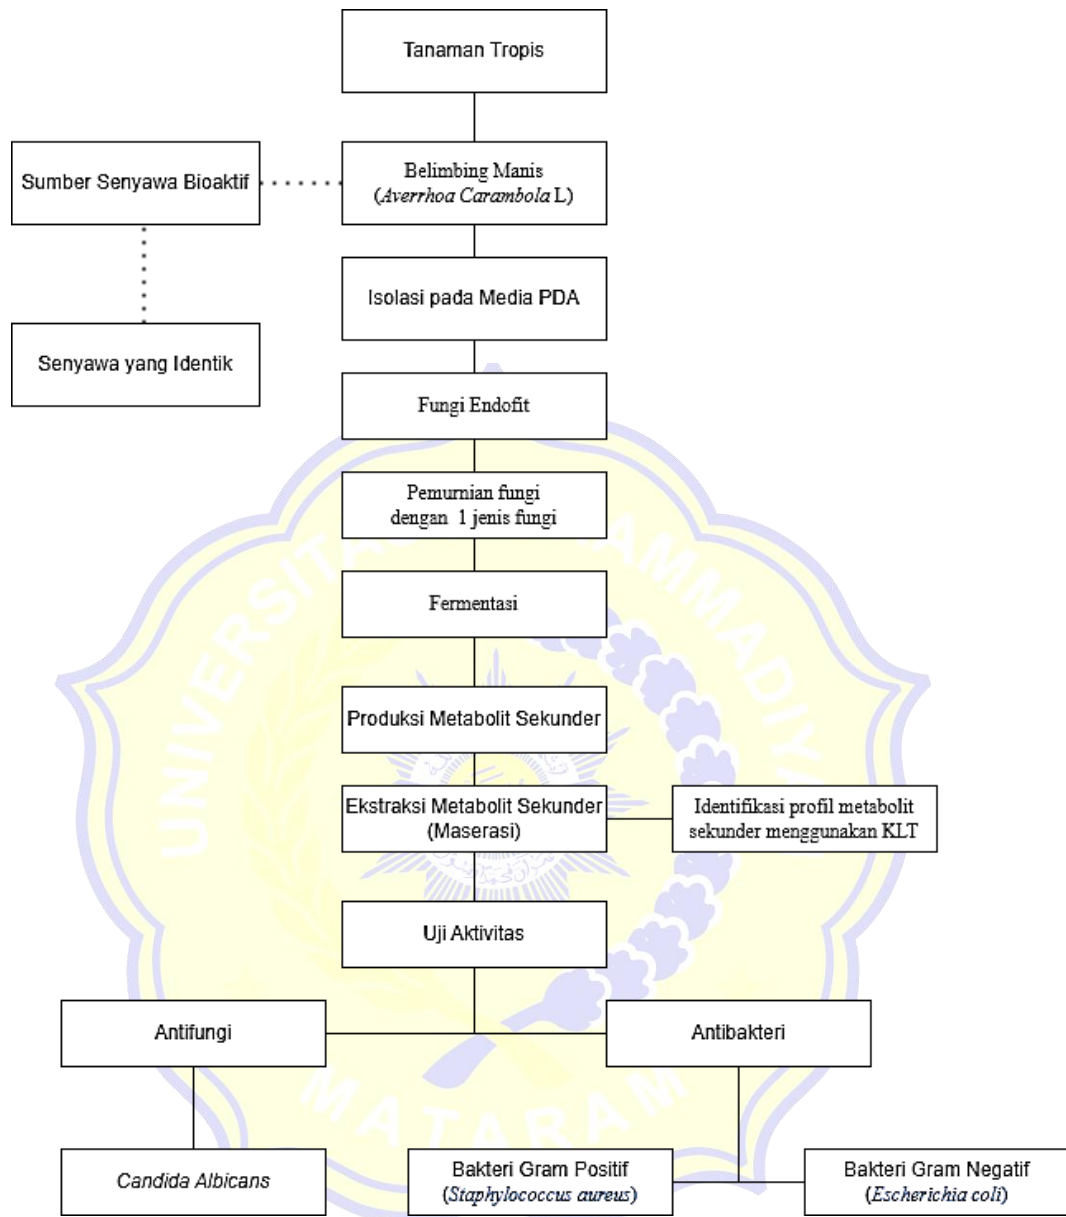 Tanaman Tropis
Sumber Senyawa Bioaktif
Belimbing Manis
(Averrhoa Carambola L)
Isolasi pada Media PDA
Senyawa yang Identik
Fungi Endofit
Pemurnian fungi
dengan 1 jenis fungi
Fermentasi
Produksi Metabolit Sekunder
Ekstraksi Metabolit Sekunder
(Maserasi)
Identifikasi profil metabolit
sekunder menggunakan KLT
Uji Aktivitas
Antifungi
Antibakteri
Candida Albicans
Bakteri Gram Positif
(Staphylococcus aureus)
Bakteri Gram Negatif
(Escherichia coli)
MATARAM